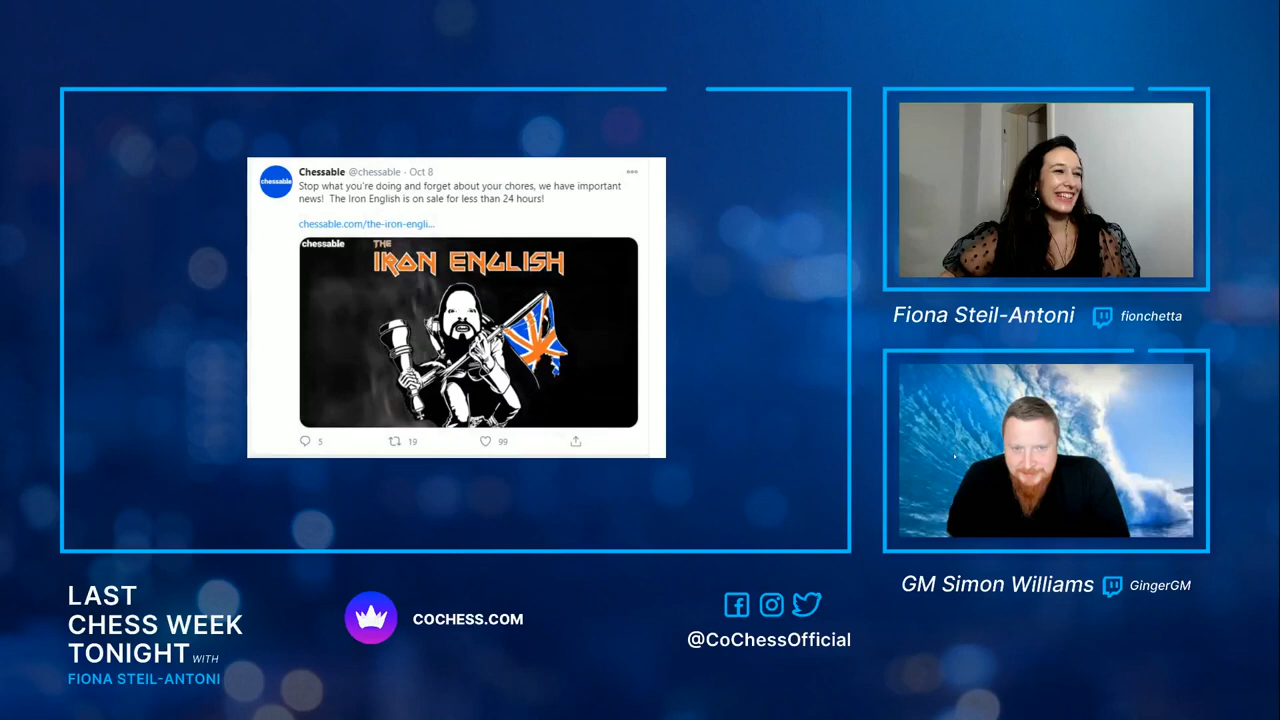 Chessable @chessable · Oct 8
Stop what you're doing and forget about your chores, we have important
news! The Iron English is on sale for less than 24 hours!
chessable.com/the-iron-engli...
chessable
chessable
THE
IRON ENGLISH
5
19
99
Fiona Steil-Antoni fionchetta
GM Simon Williams GingerGM
LAST
CHESS WEEK
TONIGHT WITH
FIONA STEIL-ANTONI
COCHESS.COM
@CoChessOfficial